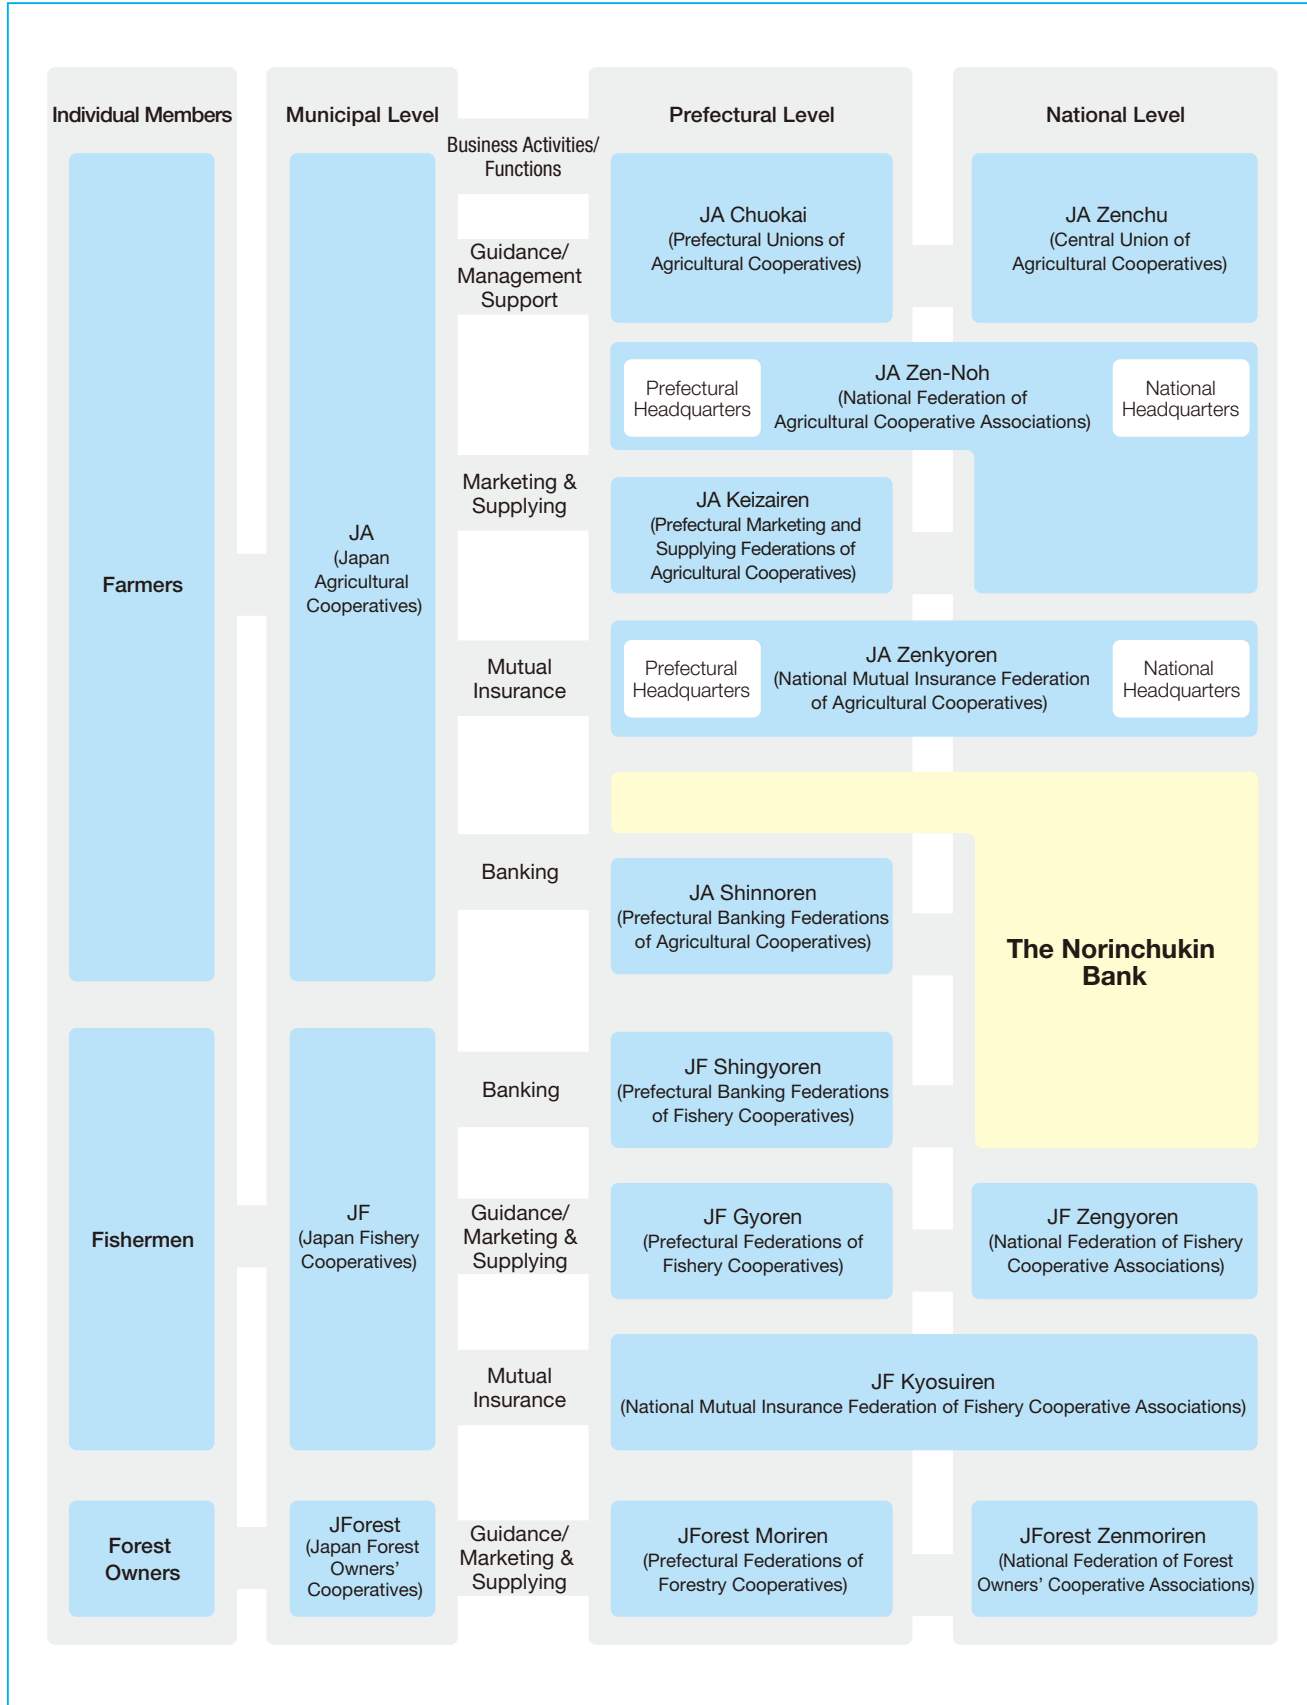 Individual Members
Municipal Level
Business Activities/
Functions
Prefectural Level
National Level
Farmers
JA
(Japan
Agricultural
Cooperatives)
Guidance/
Management
Support
JA Chuokai
(Prefectural Unions of
Agricultural Cooperatives)
JA Zenchu
(Central Union of
Agricultural Cooperatives)
Marketing &
Supplying
Prefectural
Headquarters
JA Zen-Noh
(National Federation of
Agricultural Cooperative Associations)
National
Headquarters
JA Keizairen
(Prefectural Marketing and
Supplying Federations of
Agricultural Cooperatives)
Mutual
Insurance
Prefectural
Headquarters
JA Zenkyoren
(National Mutual Insurance Federation
of Agricultural Cooperatives)
National
Headquarters
Banking
JA Shinnoren
(Prefectural Banking Federations
of Agricultural Cooperatives)
The Norinchukin
Bank
Fishermen
JF
(Japan Fishery
Cooperatives)
Banking
JF Shingyoren
(Prefectural Banking Federations
of Fishery Cooperatives)
Guidance/
Marketing &
Supplying
JF Gyoren
(Prefectural Federations of
Fishery Cooperatives)
JF Zengyoren
(National Federation of Fishery
Cooperative Associations)
Mutual
Insurance
JF Kyosuiren
(National Mutual Insurance Federation of Fishery Cooperative Associations)
Forest
Owners
JForest
(Japan Forest
Owners'
Cooperatives)
Guidance/
Marketing &
Supplying
JForest Moriren
(Prefectural Federations of
Forestry Cooperatives)
JForest Zenmoriren
(National Federation of Forest
Owners' Cooperative Associations)